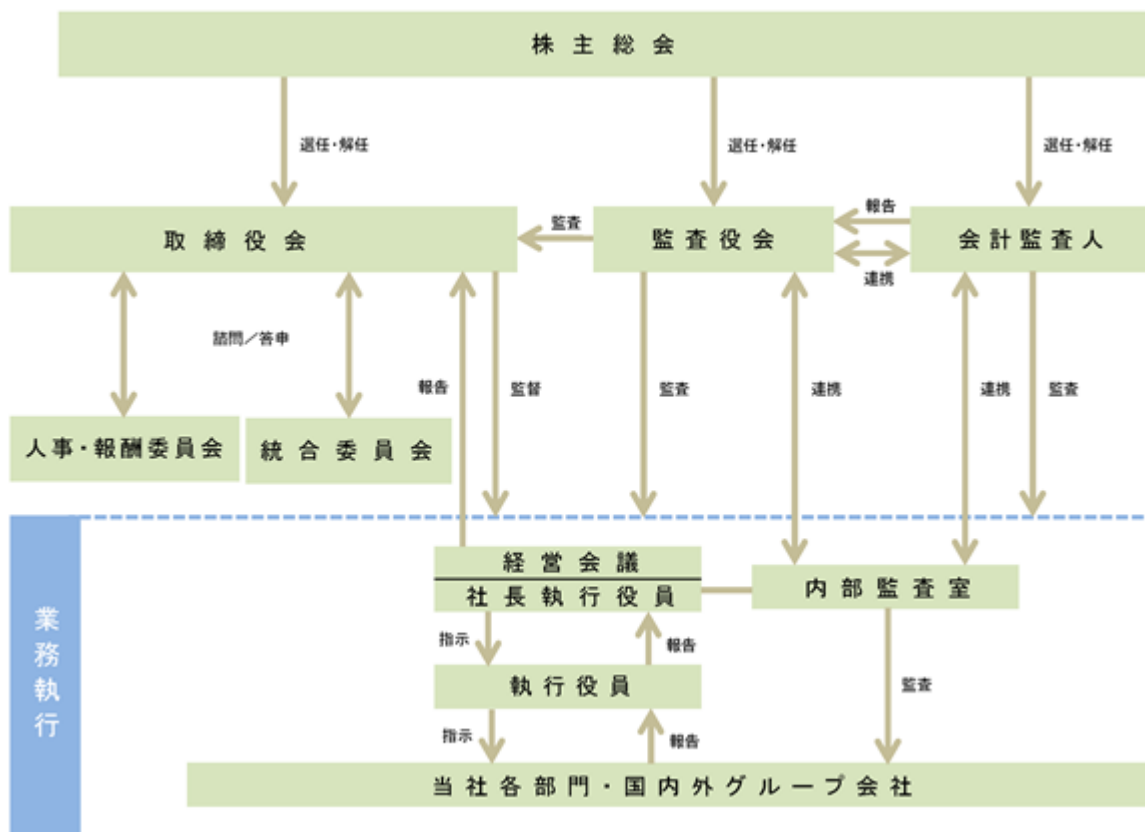 株主総会
選任・解任
選任・解任
選任・解任
取締役会
監査
監査役会
報告
連携
会計監査人
諮問／答申
報告
監督
監査
連携
連携
監査
人事・報酬委員会
統合委員会
業務執行
経営会議
社長執行役員
内部監査室
指示
報告
執行役員
監査
指示
報告
当社各部門・国内外グループ会社